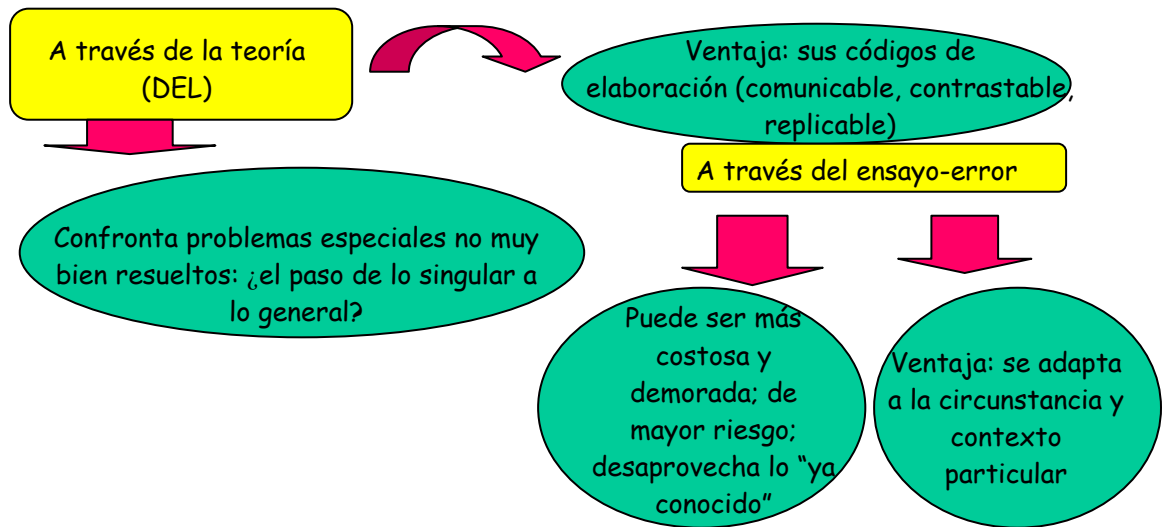 A través de la teoría
(DEL)
Ventaja: sus códigos de
elaboración (comunicable, contrastable,
replicable)
Confronta problemas especiales no muy
bien resueltos: ¿el paso de lo singular a
lo general?
A través del ensayo-error
Puede ser más
costosa y
demorada; de
mayor riesgo;
desaprovecha lo “ya
conocido”
Ventaja: se adapta
a la circunstancia y
contexto
particular